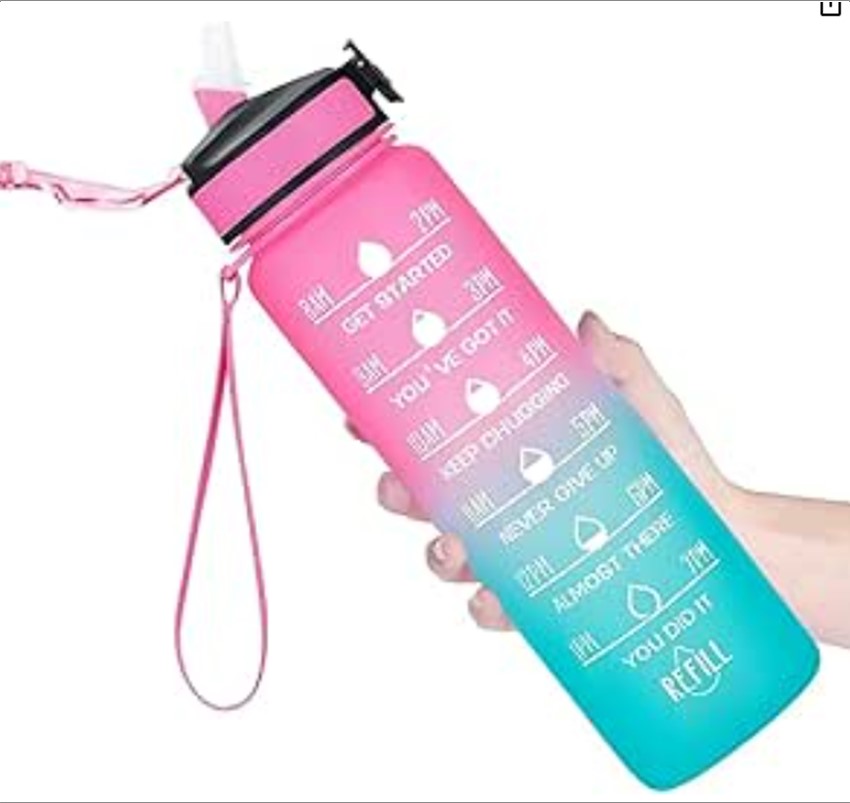 8AM 2PM
GET STARTED
9AM 3PM
YOU'VE GOT IT
10AM 4PM
KEEP CHUGGING
11AM 5PM
NEVER GIVE UP
12PM 6PM
ALMOST THERE
1PM 7PM
YOU DID IT
REFILL